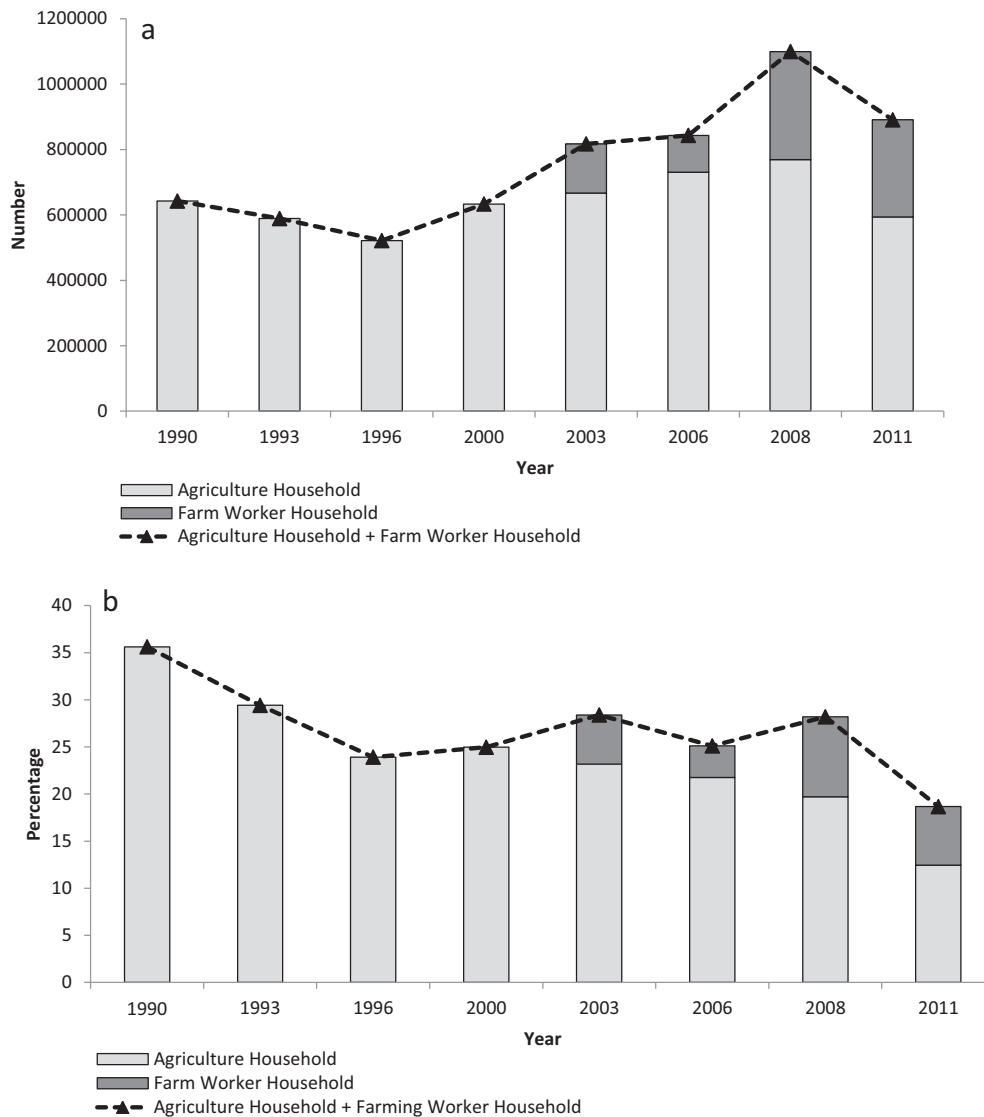 a
1200000
1000000
800000
600000
400000
200000
0
Number
1990 1993 1996 2000 2003 2006 2008 2011
Year
Agriculture Household
Farm Worker Household
Agriculture Household + Farm Worker Household
b
40
35
30
25
20
15
10
5
0
Percentage
1990 1993 1996 2000 2003 2006 2008 2011
Year
Agriculture Household
Farm Worker Household
Agriculture Household + Farming Worker Household